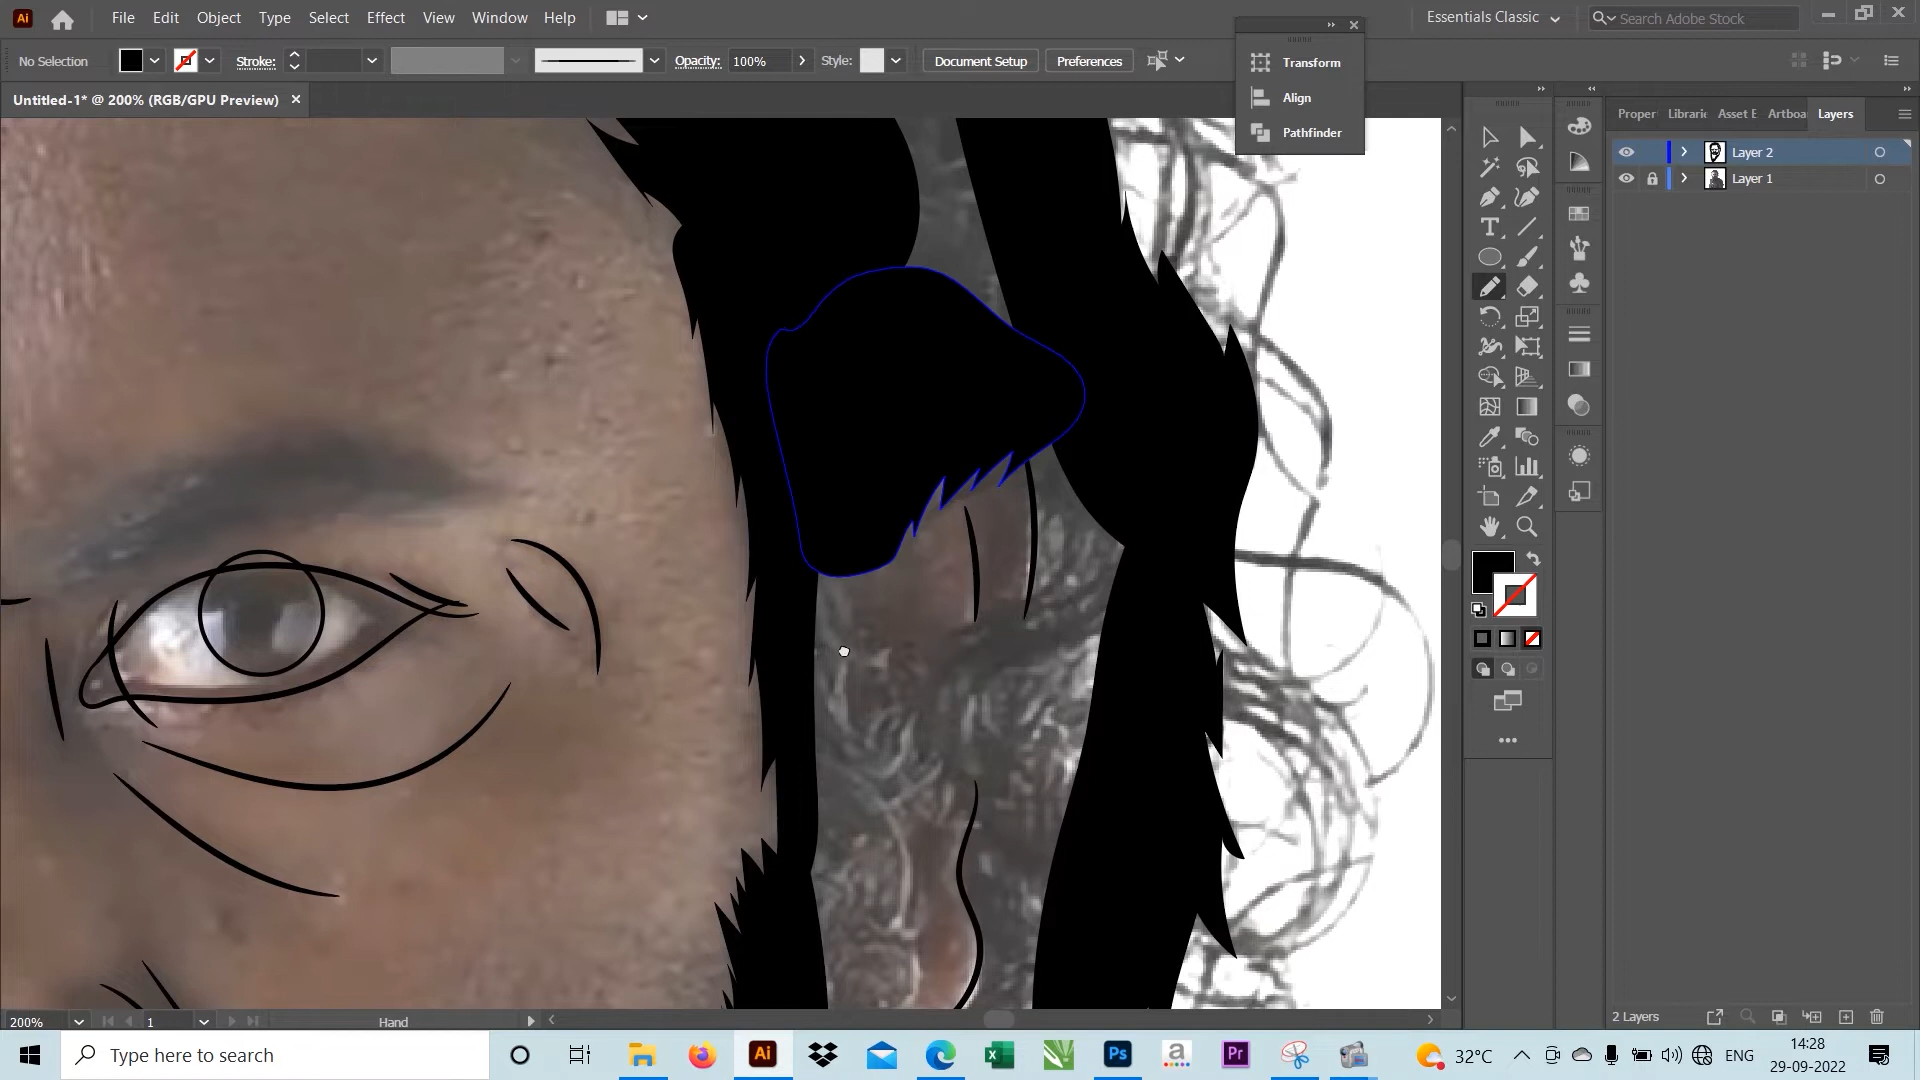 Ai
File Edit Object Type Select Effect View Window Help
Essentials Classic
Search Adobe Stock
No Selection
Stroke:
Opacity: 100%
Style:
Document Setup
Preferences
Transform
Align
Pathfinder
Untitled-1* @ 200% (RGB/GPU Preview)
Proper Librarie Asset E Artboa Layers
Layer 2
Layer 1
T
200%
1
Hand
2 Layers
Type here to search
Ai
Ps
a
Pr
32°C
ENG
14:28
29-09-2022